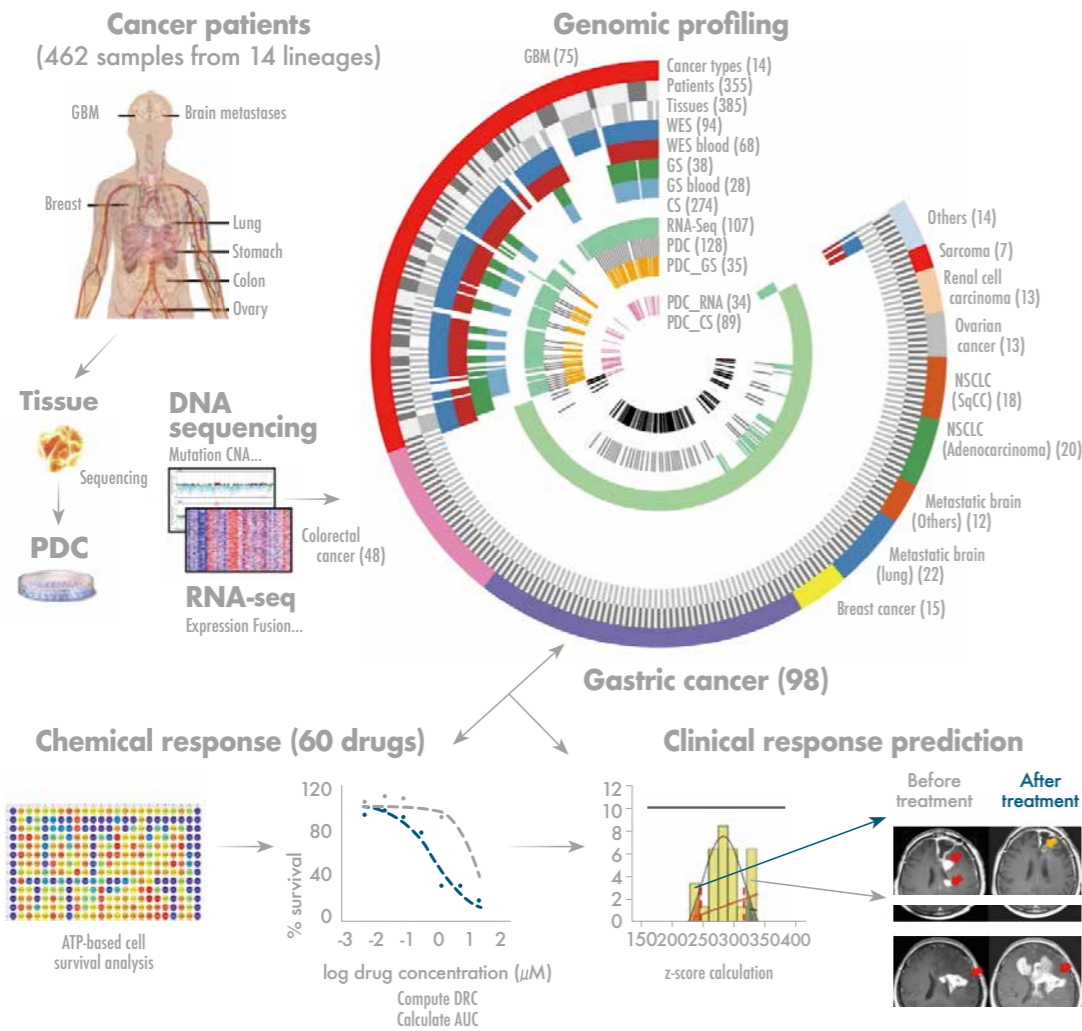 Cancer patients
(462 samples from 14 lineages)
GBM
Brain metastases
Breast
Lung
Stomach
Colon
Ovary
Tissue
Sequencing
PDC
DNA
sequencing
Mutation CNA...
RNA-seq
Expression Fusion...
Genomic profiling
GBM (75)
Cancer types (14)
Patients (355)
Tissues (385)
WES (94)
WES blood (68)
GS (38)
GS blood (28)
CS (274)
RNA-Seq (107)
PDC (128)
PDC_GS (35)
PDC_RNA (34)
PDC_CS (89)
Others (14)
Sarcoma (7)
Renal cell
carcinoma (13)
Ovarian
cancer (13)
NSCLC
(SqCC) (18)
NSCLC
(Adenocarcinoma) (20)
Metastatic brain
(Others) (12)
Metastatic brain
(lung) (22)
Breast cancer (15)
Colorectal
cancer (48)
Gastric cancer (98)
Chemical response (60 drugs)
ATP-based cell
survival analysis
% survival
120
80
40
0
-3 -2 -1 0 1 2
log drug concentration (μM)
Compute DRC
Calculate AUC
Clinical response prediction
12
10
8
6
4
2
0
150 200 250 300 350 400
z-score calculation
Before
treatment
After
treatment